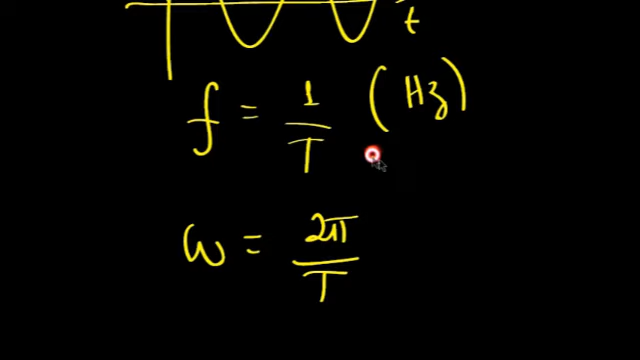 t
f = 1/T (Hz)
ω = 2π/T